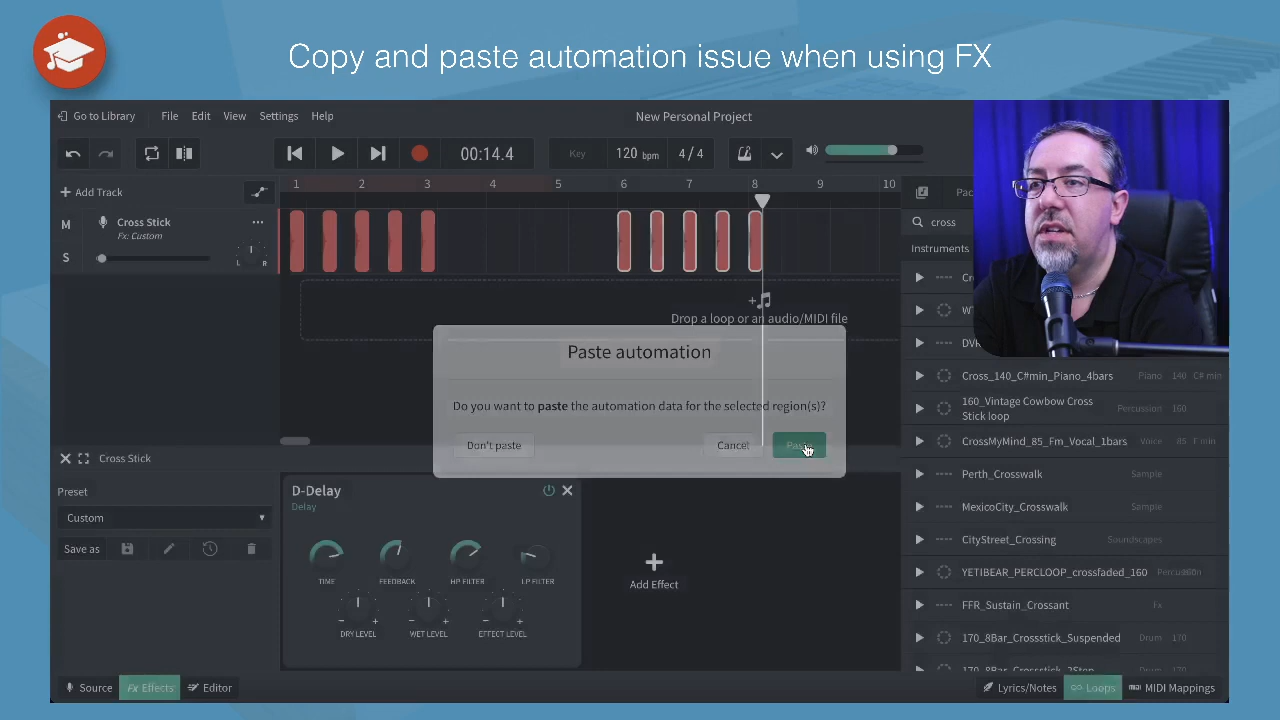 Copy and paste automation issue when using FX
Go to Library File Edit View Settings Help New Personal Project
00:14.4 Key 120 bpm 4 / 4
Add Track 1 2 3 4 5 6 7 8 9 10
M Cross Stick
Fx: Custom
S
L R
cross
Instruments
Drop a loop or an audio/MIDI file
Paste automation
Do you want to paste the automation data for the selected region(s)?
Don't paste Cancel
Cross_140_C#min_Piano_4bars Piano 140 C# min
160_Vintage Cowbow Cross
Stick loop Percussion 160
CrossMyMind_85_Fm_Vocal_1bars Voice 85 F min
Perth_Crosswalk Sample
MexicoCity_Crosswalk Sample
CityStreet_Crossing Soundscapes
YETIBEAR_PERCLOOP_crossfaded_160
FFR_Sustain_Crossant Fx
170_8Bar_Crossstick_Suspended Drum 170
Cross Stick
Preset
Custom
Save as
D-Delay
Delay
TIME FEEDBACK HP FILTER LP FILTER
DRY LEVEL WET LEVEL EFFECT LEVEL
Add Effect
Source Fx Effects Editor Lyrics/Notes Loops MIDI Mappings